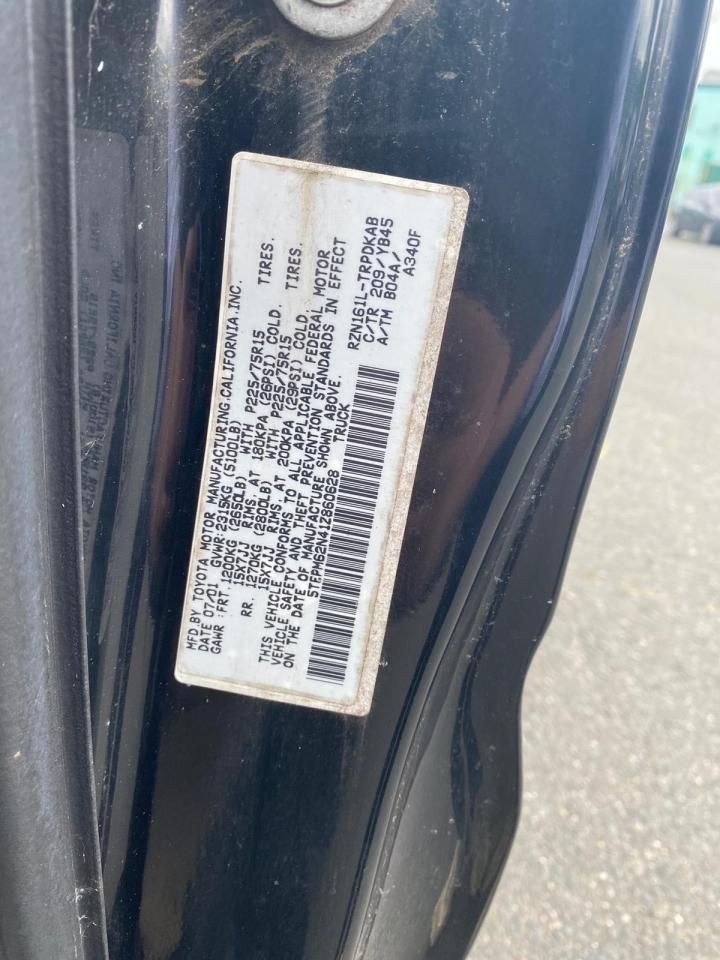 MFD.BY TOYOTA MOTOR MANUFACTURING,CALIFORNIA,INC.
DATE 07/01 GVWR:2315KG (5100LB)
GAWR :FRT.1200KG (2650LB) WITH P225/75R15 TIRES.
15X7JJ RIMS. AT 180KPA (26PSI) COLD.
RR. 1270KG (2800LB) WITH P225/75R15 TIRES.
15X7JJ RIMS AT 200KPA (29PSI) COLD.
THIS VEHICLE CONFORMS TO ALL APPLICABLE FEDERAL MOTOR
VEHICLE SAFETY AND THEFT PREVENTION STANDARDS IN EFFECT
ON THE DATE OF MANUFACTURE SHOWN ABOVE.
5TEPM62N41Z860628 TRUCK
RZN161L-TRPDKAB
C/TR 209/YB45
A/TM B04A/
A340F